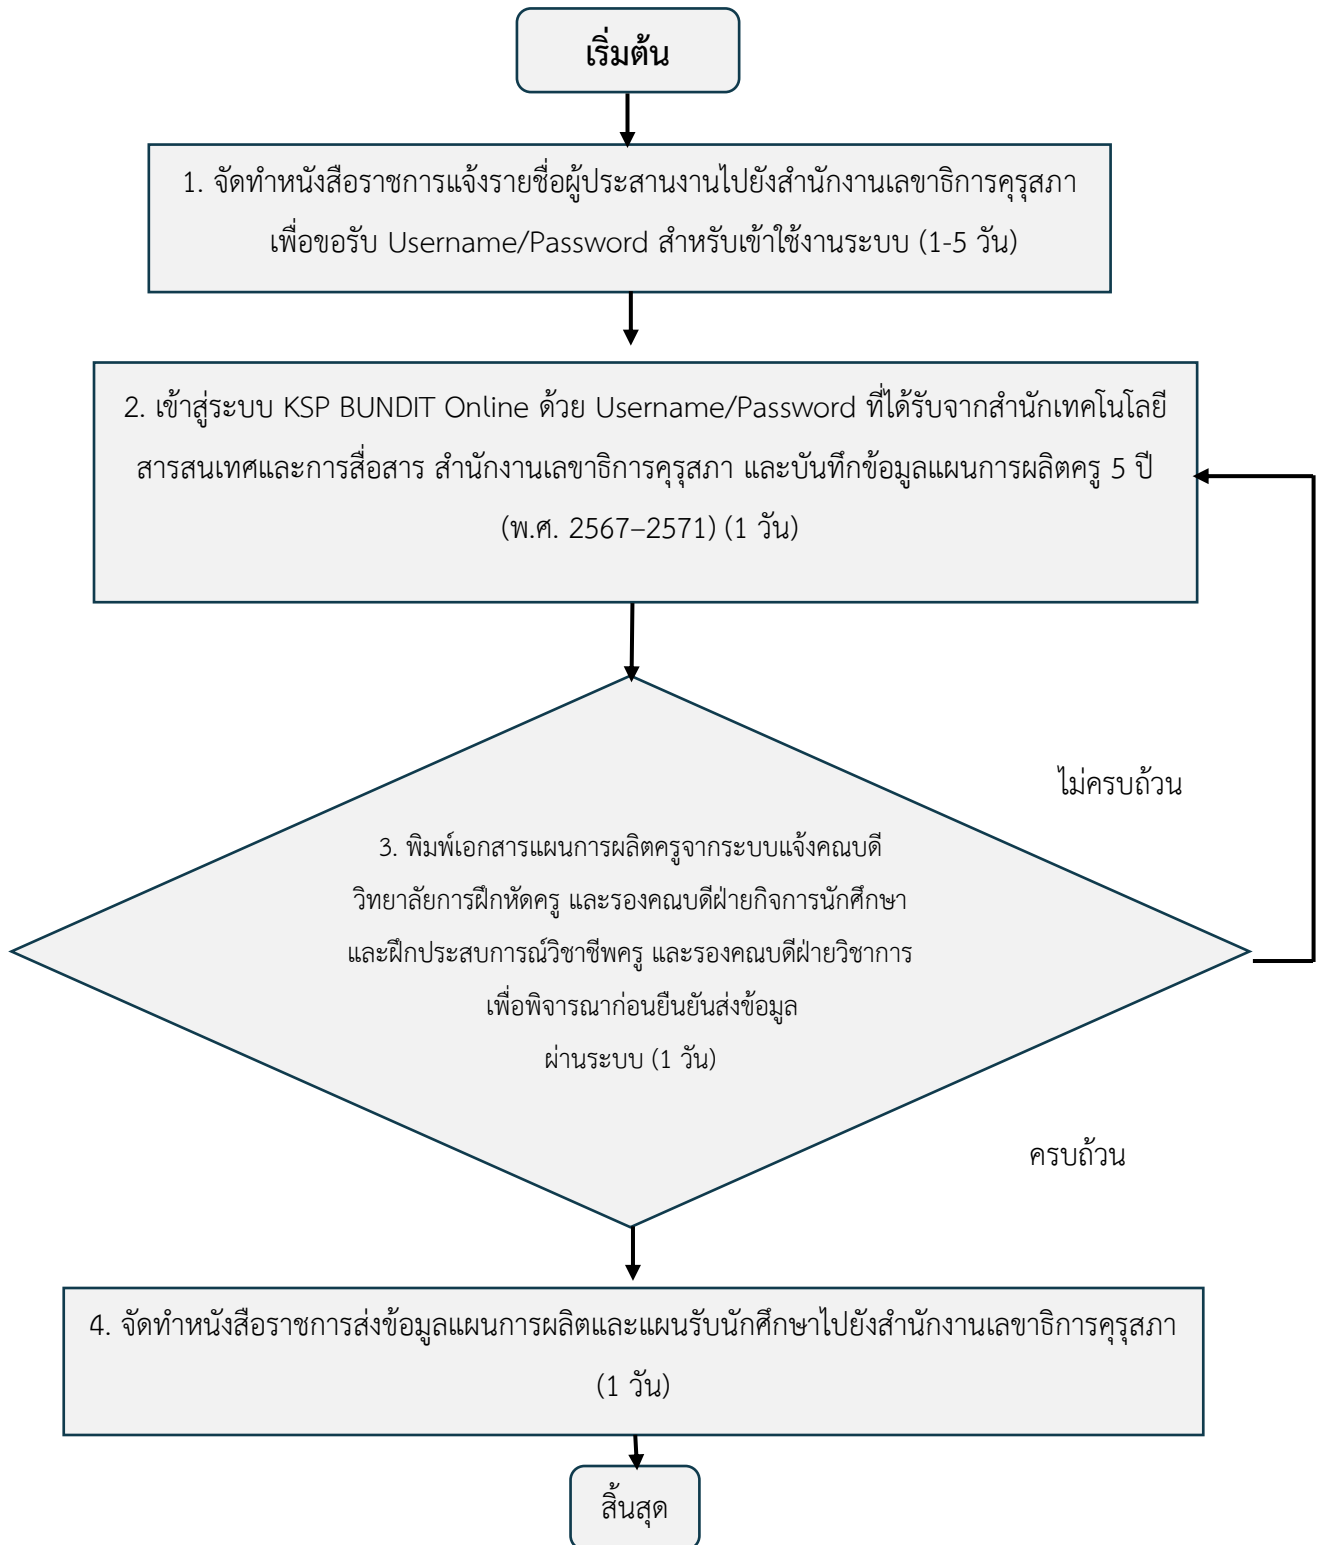 เริ่มต้น
1. จัดทำหนังสือราชการแจ้งรายชื่อผู้ประสานงานไปยังสำนักงานเลขาธิการคุรุสภา
เพื่อขอรับ Username/Password สำหรับเข้าใช้งานระบบ (1-5 วัน)
2. เข้าสู่ระบบ KSP BUNDIT Online ด้วย Username/Password ที่ได้รับจากสำนักเทคโนโลยี
สารสนเทศและการสื่อสาร สำนักงานเลขาธิการคุรุสภา และบันทึกข้อมูลแผนการผลิตครู 5 ปี
(พ.ศ. 2567–2571) (1 วัน)
ไม่ครบถ้วน
3. พิมพ์เอกสารแผนการผลิตครูจากระบบแจ้งคณบดี
วิทยาลัยการฝึกหัดครู และรองคณบดีฝ่ายกิจการนักศึกษา
และฝึกประสบการณ์วิชาชีพครู และรองคณบดีฝ่ายวิชาการ
เพื่อพิจารณาก่อนยืนยันส่งข้อมูล
ผ่านระบบ (1 วัน)
ครบถ้วน
4. จัดทำหนังสือราชการส่งข้อมูลแผนการผลิตและแผนรับนักศึกษาไปยังสำนักงานเลขาธิการคุรุสภา
(1 วัน)
สิ้นสุด